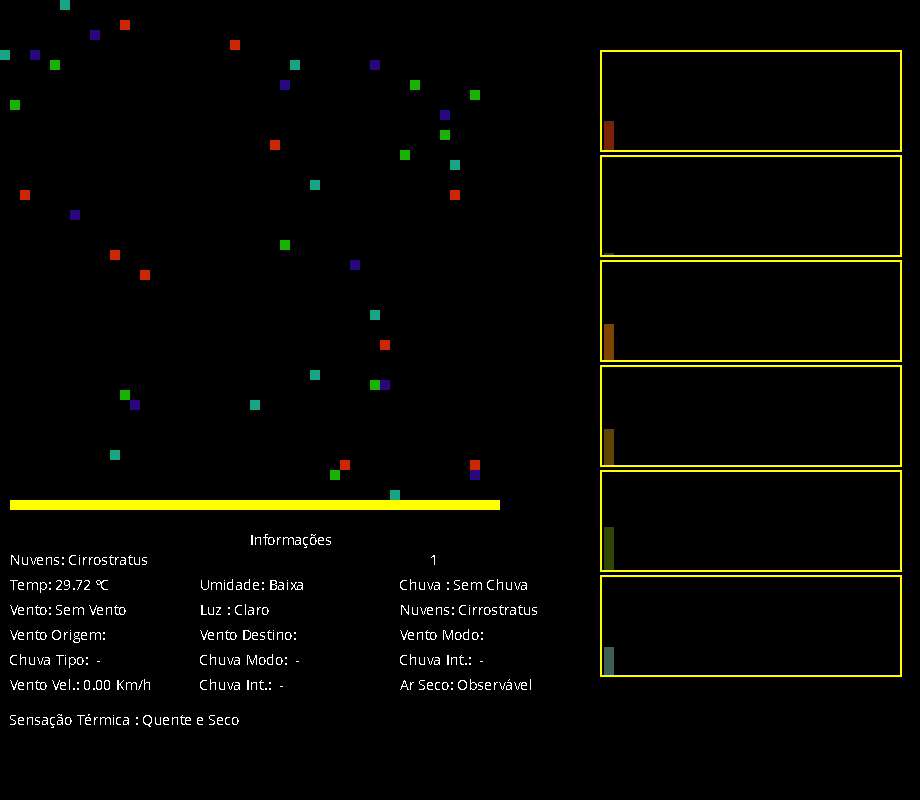 Informações
Nuvens: Cirrostratus 1
Temp: 29.72 ºC Umidade: Baixa Chuva : Sem Chuva
Vento: Sem Vento Luz : Claro Nuvens: Cirrostratus
Vento Origem: Vento Destino: Vento Modo:
Chuva Tipo: - Chuva Modo: - Chuva Int.: -
Vento Vel.: 0.00 Km/h Chuva Int.: - Ar Seco: Observável
Sensação Térmica : Quente e Seco